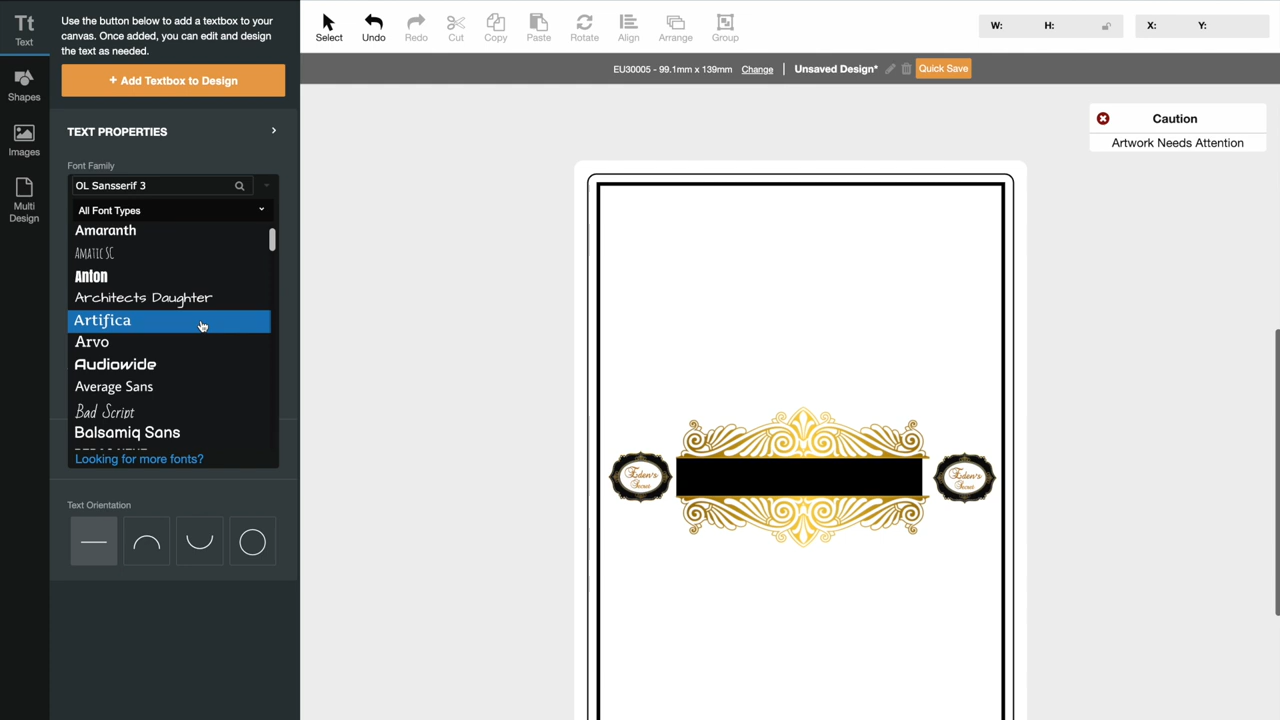 Tt
Text
Shapes
Images
Multi
Design
Use the button below to add a textbox to your
canvas. Once added, you can edit and design
the text as needed.
+ Add Textbox to Design
TEXT PROPERTIES
Font Family
OL Sansserif 3
All Font Types
Amaranth
Amatic SC
Anton
Architects Daughter
Artifica
Arvo
Audiowide
Average Sans
Bad Script
Balsamiq Sans
Looking for more fonts?
Text Orientation
Select
Undo
Redo
Cut
Copy
Paste
Rotate
Align
Arrange
Group
W:
H:
X:
Y:
EU30005 - 99.1mm x 139mm Change | Unsaved Design* Quick Save
Caution
Artwork Needs Attention
Eden's
Secret
Eden's
Secret